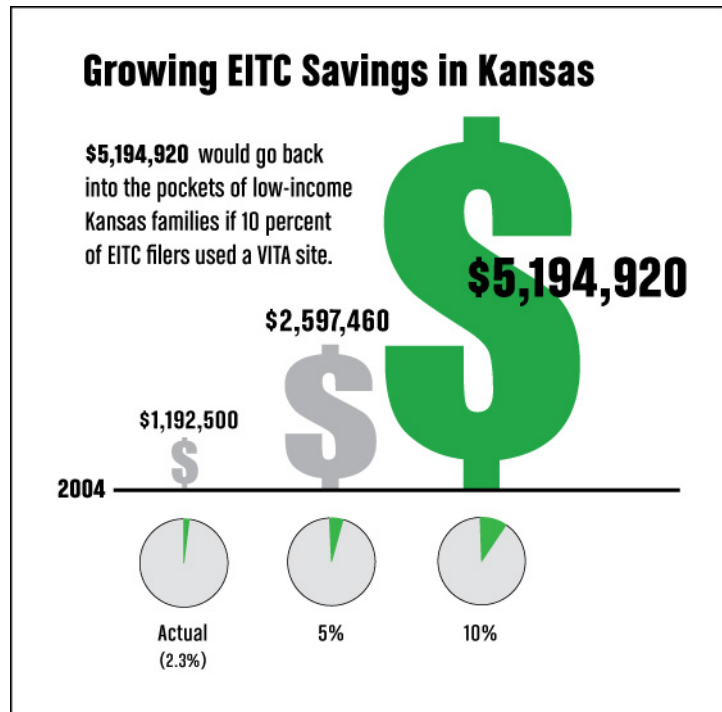 Growing EITC Savings in Kansas
$5,194,920 would go back
into the pockets of low-income
Kansas families if 10 percent
of EITC filers used a VITA site.
$5,194,920
$2,597,460
$1,192,500
$
$
$
2004
Actual
(2.3%)
5%
10%